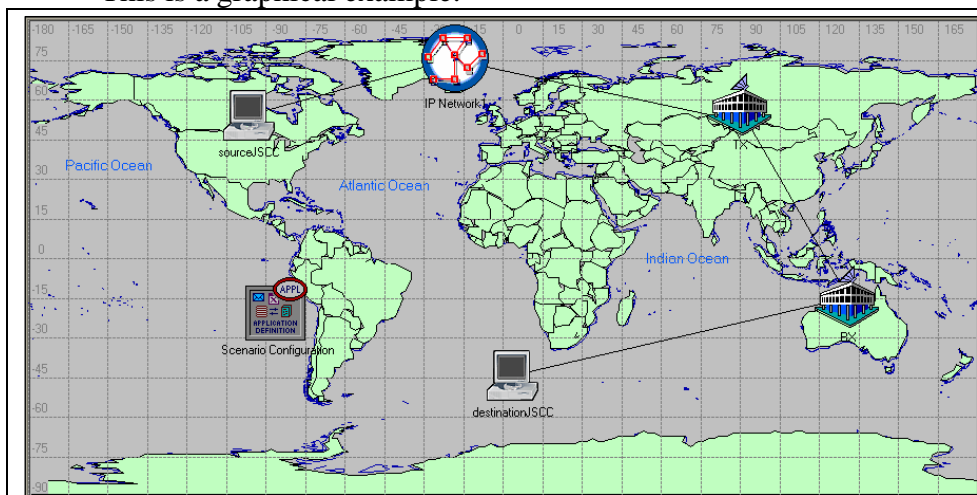 This is a graphical example:
-180 -165 -150 -135 -120 -105 -90 -75 -60 -45 -15 0 15 30 45 60 75 90 105 120 135 150 165
75
IP Network
60
TX
45
sourceJSCC
Pacific Ocean
30
Atlantic Ocean
15
0
Indian Ocean
-15
APPL
APPLICATION
DEFINITION
-30
RX
Scenario Configuration
-45
destinationJSCC
-60
-75
-90